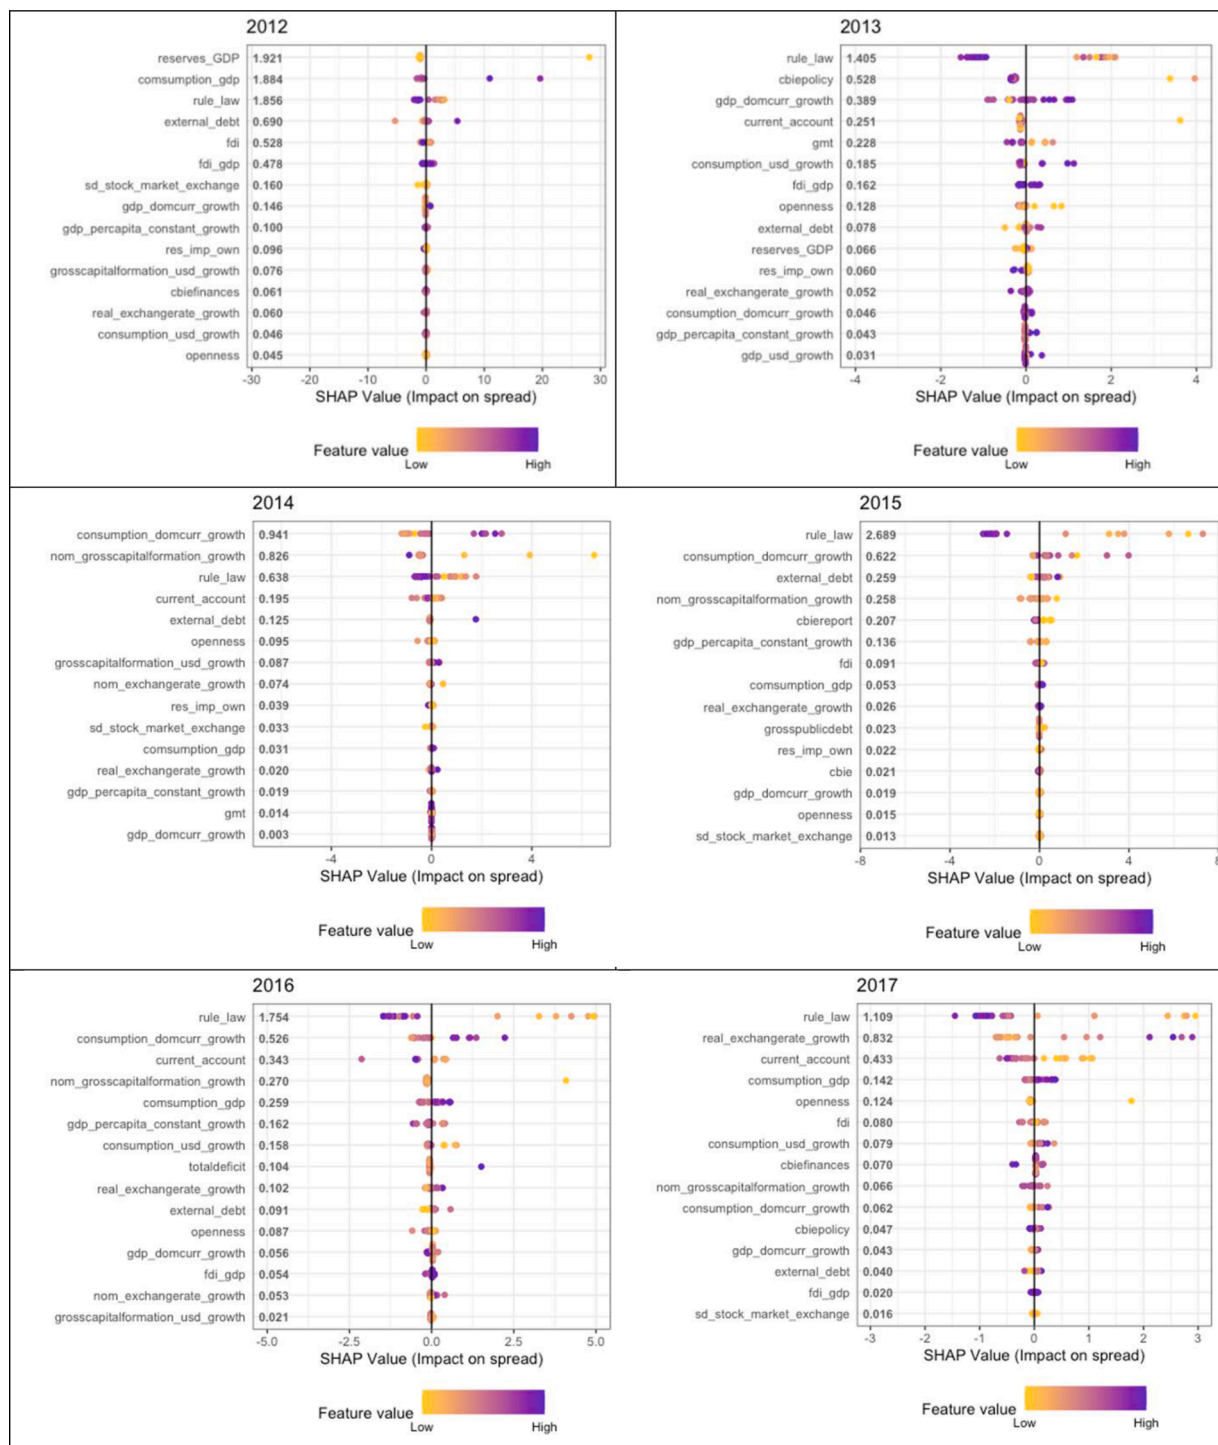 2012
reserves_GDP 1.921
comsumption_gdp 1.884
rule_law 1.856
external_debt 0.690
fdi 0.528
fdi_gdp 0.478
sd_stock_market_exchange 0.160
gdp_domcurr_growth 0.146
gdp_percapita_constant_growth 0.100
res_imp_own 0.096
grosscapitalformation_usd_growth 0.076
cbiefinances 0.061
real_exchangerate_growth 0.060
consumption_usd_growth 0.046
openness 0.045
-30 -20 -10 0 10 20 30
SHAP Value (Impact on spread)
Feature value
Low High
2013
rule_law 1.405
cbiepolicy 0.528
gdp_domcurr_growth 0.389
current_account 0.251
gmt 0.228
consumption_usd_growth 0.185
fdi_gdp 0.162
openness 0.128
external_debt 0.078
reserves_GDP 0.066
res_imp_own 0.060
real_exchangerate_growth 0.052
consumption_domcurr_growth 0.046
gdp_percapita_constant_growth 0.043
gdp_usd_growth 0.031
-4 -2 0 2 4
SHAP Value (Impact on spread)
Feature value
Low High
2014
consumption_domcurr_growth 0.941
nom_grosscapitalformation_growth 0.826
rule_law 0.638
current_account 0.195
external_debt 0.125
openness 0.095
grosscapitalformation_usd_growth 0.087
nom_exchangerate_growth 0.074
res_imp_own 0.039
sd_stock_market_exchange 0.033
comsumption_gdp 0.031
real_exchangerate_growth 0.020
gdp_percapita_constant_growth 0.019
gmt 0.014
gdp_domcurr_growth 0.003
-4 0 4
SHAP Value (Impact on spread)
Feature value
Low High
2015
rule_law 2.689
consumption_domcurr_growth 0.622
external_debt 0.259
nom_grosscapitalformation_growth 0.258
cbiereport 0.207
gdp_percapita_constant_growth 0.136
fdi 0.091
comsumption_gdp 0.053
real_exchangerate_growth 0.026
grosspublicdebt 0.023
res_imp_own 0.022
cbie 0.021
gdp_domcurr_growth 0.019
openness 0.015
sd_stock_market_exchange 0.013
-8 -4 0 4 8
SHAP Value (Impact on spread)
Feature value
Low High
2016
rule_law 1.754
consumption_domcurr_growth 0.526
current_account 0.343
nom_grosscapitalformation_growth 0.270
comsumption_gdp 0.259
gdp_percapita_constant_growth 0.162
consumption_usd_growth 0.158
totaldeficit 0.104
real_exchangerate_growth 0.102
external_debt 0.091
openness 0.087
gdp_domcurr_growth 0.056
fdi_gdp 0.054
nom_exchangerate_growth 0.053
grosscapitalformation_usd_growth 0.021
-5.0 -2.5 0.0 2.5 5.0
SHAP Value (Impact on spread)
Feature value
Low High
2017
rule_law 1.109
real_exchangerate_growth 0.832
current_account 0.433
comsumption_gdp 0.142
openness 0.124
fdi 0.080
consumption_usd_growth 0.079
cbiefinances 0.070
nom_grosscapitalformation_growth 0.066
consumption_domcurr_growth 0.062
cbiepolicy 0.047
gdp_domcurr_growth 0.043
external_debt 0.040
fdi_gdp 0.020
sd_stock_market_exchange 0.016
-3 -2 -1 0 1 2 3
SHAP Value (Impact on spread)
Feature value
Low High